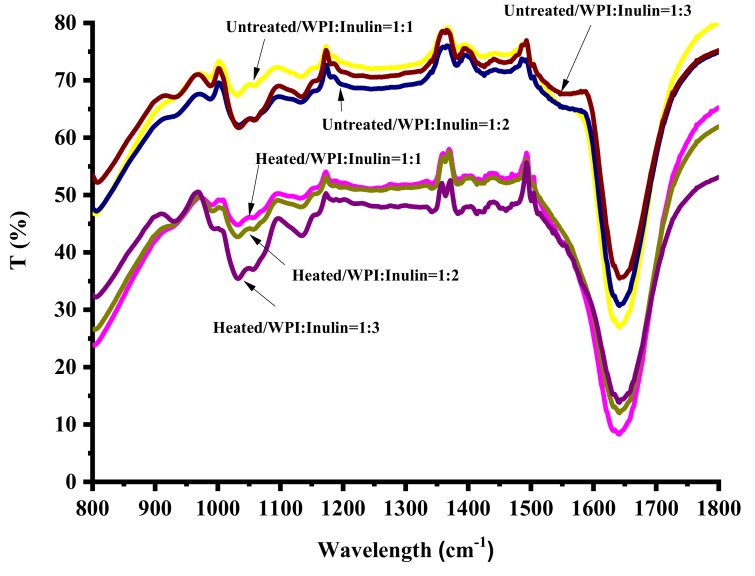 80
70
60
50
40
30
20
10
0
T (%)
Untreated/WPI:Inulin=1:1
Untreated/WPI:Inulin=1:3
Untreated/WPI:Inulin=1:2
Heated/WPI:Inulin=1:1
Heated/WPI:Inulin=1:2
Heated/WPI:Inulin=1:3
800 900 1000 1100 1200 1300 1400 1500 1600 1700 1800
Wavelength (cm⁻¹)